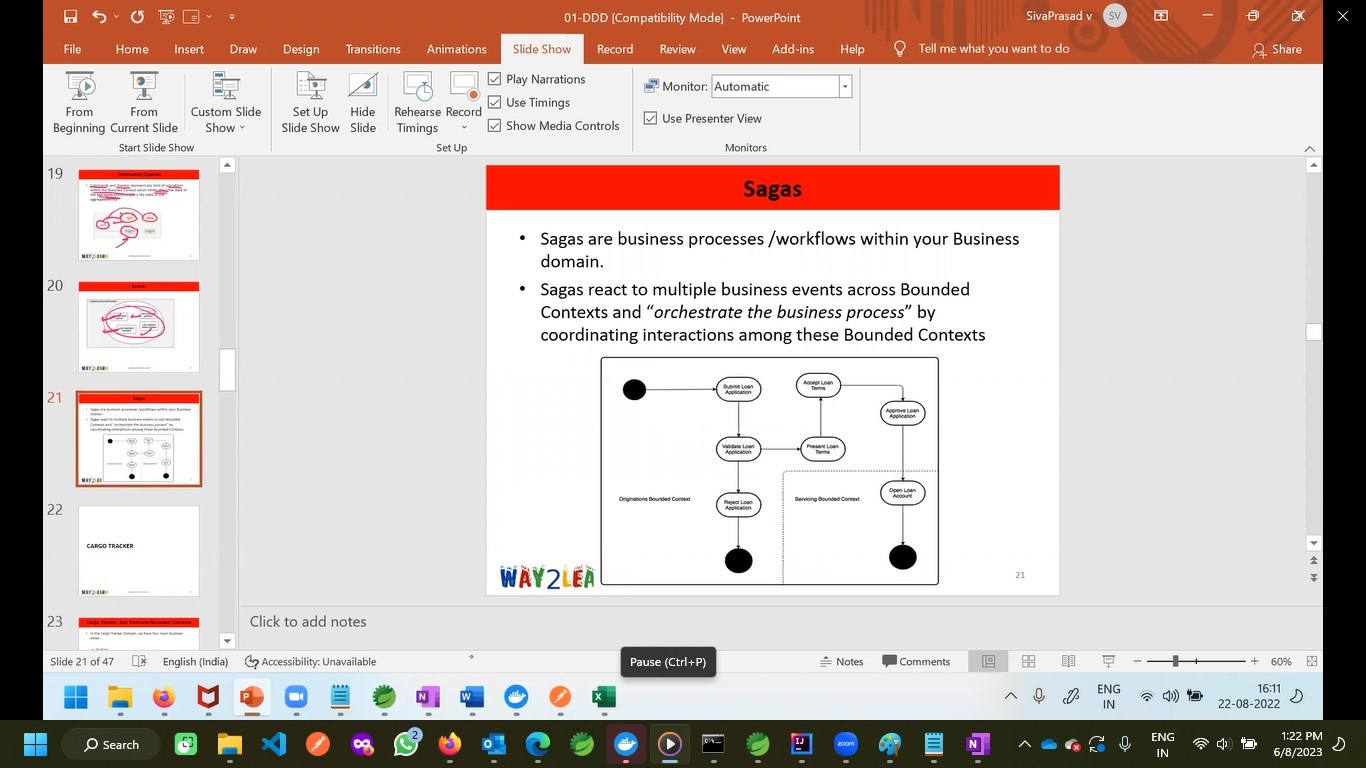 01-DDD [Compatibility Mode] - PowerPoint
SivaPrasad v
SV
File Home Insert Draw Design Transitions Animations Slide Show Record Review View Add-ins Help Tell me what you want to do Share
From Beginning
From Current Slide
Custom Slide Show
Set Up Slide Show
Hide Slide
Rehearse Timings
Record
Play Narrations
Use Timings
Show Media Controls
Monitor: Automatic
Use Presenter View
Start Slide Show
Set Up
Monitors
19
20
21
Sagas
22
CARGO TRACKER
23
Sagas
• Sagas are business processes /workflows within your Business
domain.
• Sagas react to multiple business events across Bounded
Contexts and “orchestrate the business process” by
coordinating interactions among these Bounded Contexts
Submit Loan
Application
Accept Loan
Terms
Approve Loan
Application
Validate Loan
Application
Present Loan
Terms
Originations Bounded Context
Reject Loan
Application
Servicing Bounded Context
Open Loan
Account
WAY2LEA
21
Click to add notes
Slide 21 of 47
English (India)
Accessibility: Unavailable
Pause (Ctrl+P)
Notes
Comments
60%
ENG
IN
16:11
22-08-2022
Search
2
zoom
ENG
IN
1:22 PM
6/8/2023